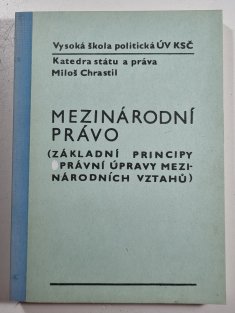 Vysoká škola politická ÚV KSČ
Katedra státu a práva
Miloš Chrastil
MEZINÁRODNÍ
PRÁVO
(ZÁKLADNÍ PRINCIPY
PRÁVNÍ ÚPRAVY MEZI-
NÁRODNÍCH VZTAHŮ)